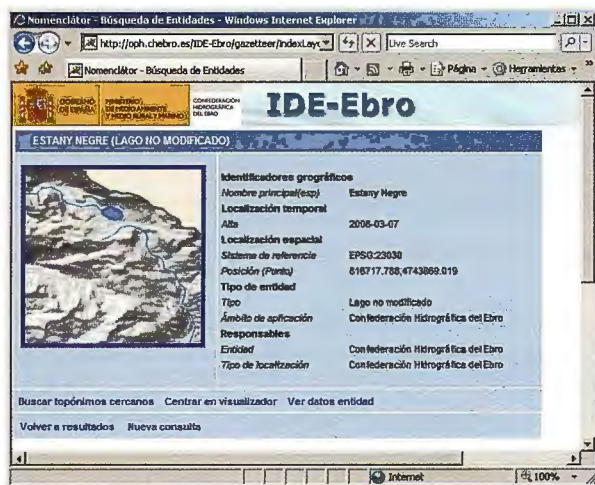 Nomenclátor - Búsqueda de Entidades - Windows Internet Explorer
http://oph.chebro.es/IDE-Ebro/gazetteer/indexLayc
Live Search
Nomenclátor - Búsqueda de Entidades
Página
Herramientas
GOBIERNO DE ESPAÑA
MINISTERIO DE MEDIO AMBIENTE Y MEDIO RURAL Y MARINO
CONFEDERACIÓN HIDROGRÁFICA DEL EBRO
IDE-Ebro
ESTANY NEGRE (LAGO NO MODIFICADO)
Identificadores grográficos
Nombre principal(esp) Estany Negre
Localización temporal
Alta 2008-03-07
Localización espacial
Sistema de referencia EPSG:23030
Posición (Punto) 816717.788,4743869.019
Tipo de entidad
Tipo Lago no modificado
Ámbito de aplicación Confederación Hidrográfica del Ebro
Responsables
Entidad Confederación Hidrográfica del Ebro
Tipo de localización Confederación Hidrográfica del Ebro
Buscar topónimos cercanos Centrar en visualizador Ver datos entidad
Volver a resultados Nueva consulta
Internet
100%